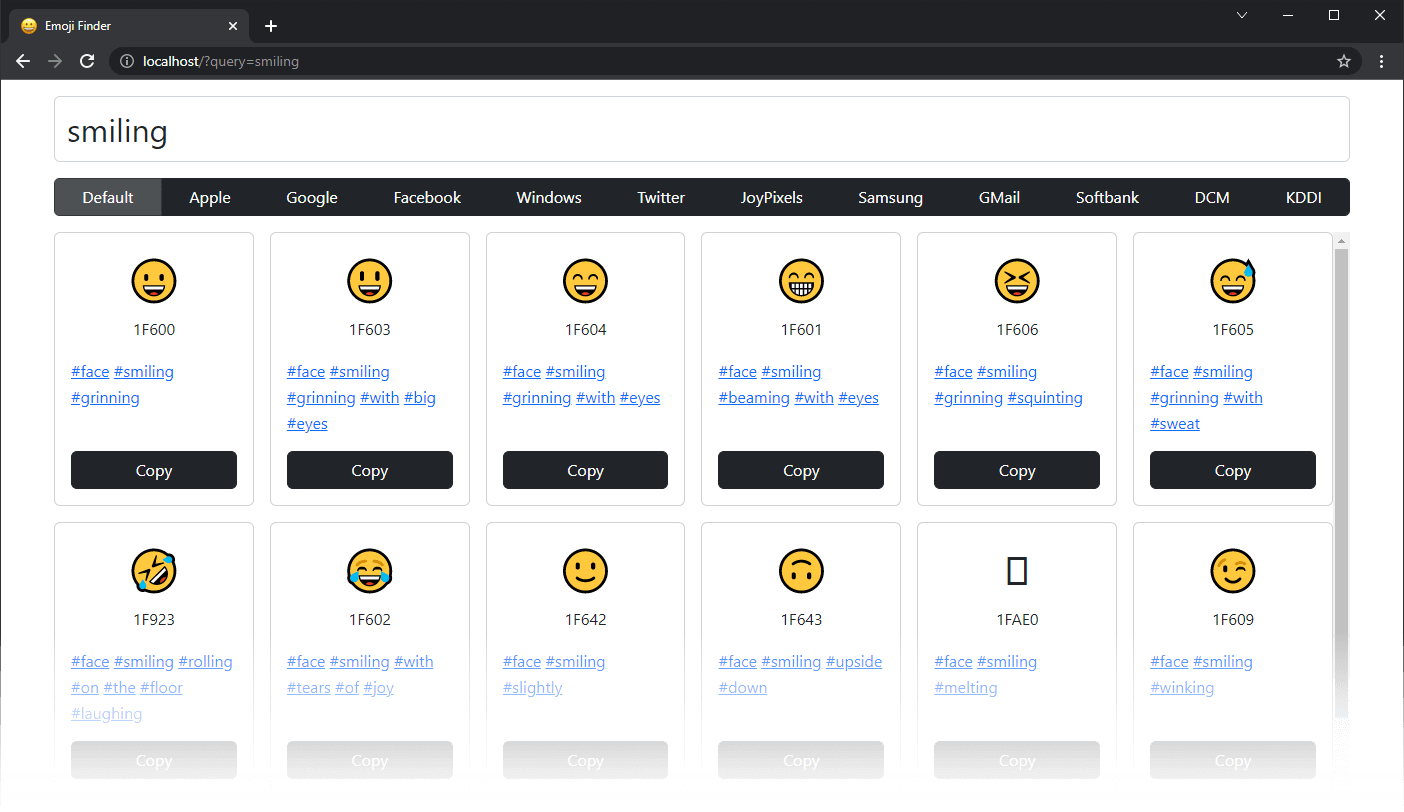 Emoji Finder
localhost/?query=smiling
smiling
Default Apple Google Facebook Windows Twitter JoyPixels Samsung GMail Softbank DCM KDDI
1F600 1F603 1F604 1F601 1F606 1F605
#face #smiling #face #smiling #face #smiling #face #smiling #face #smiling #face #smiling
#grinning #grinning #with #big #grinning #with #eyes #beaming #with #eyes #grinning #squinting #grinning #with
#eyes #sweat
Copy Copy Copy Copy Copy Copy
1F923 1F602 1F642 1F643 1FAE0 1F609
#face #smiling #rolling #face #smiling #with #face #smiling #face #smiling #upside #face #smiling #face #smiling
#on #the #floor #tears #of #joy #slightly #down #melting #winking
#laughing
Copy Copy Copy Copy Copy Copy